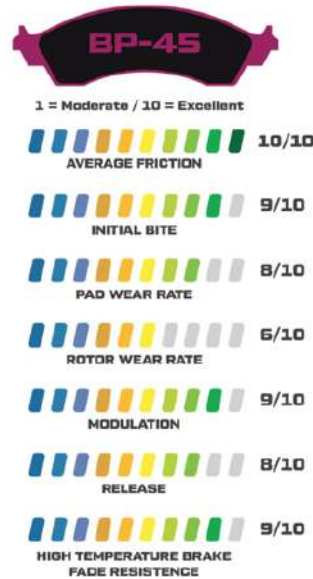 BP-45
1 = Moderate / 10 = Excellent
10/10
AVERAGE FRICTION
9/10
INITIAL BITE
8/10
PAD WEAR RATE
6/10
ROTOR WEAR RATE
9/10
MODULATION
8/10
RELEASE
9/10
HIGH TEMPERATURE BRAKE
FADE RESISTENCE